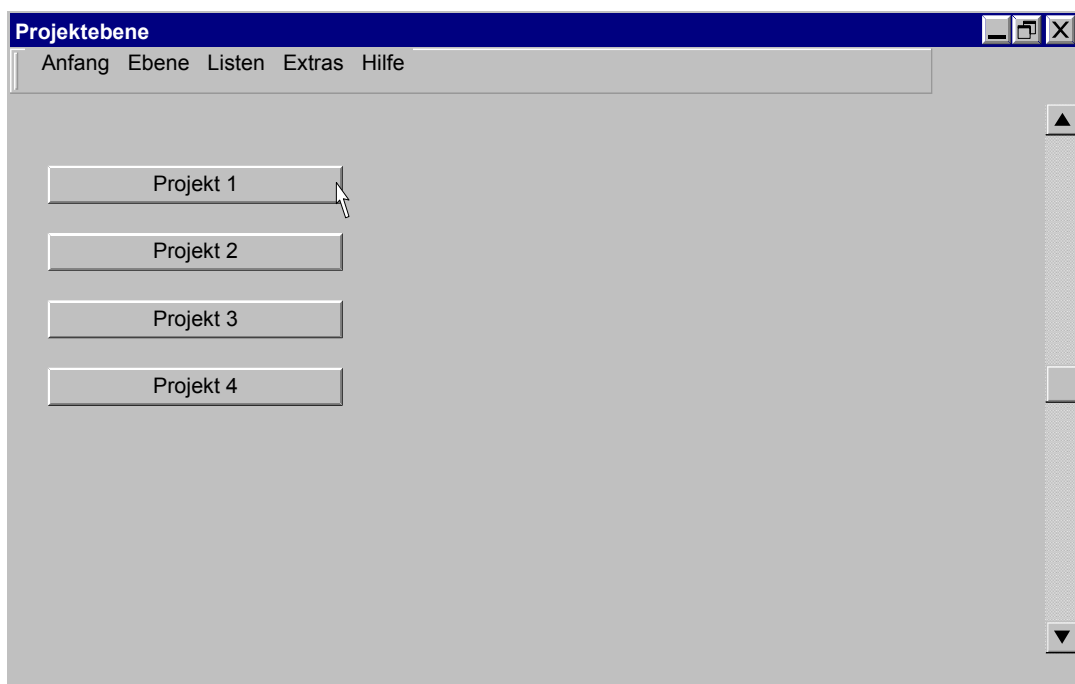 Projektebene
Anfang Ebene Listen Extras Hilfe
Projekt 1
Projekt 2
Projekt 3
Projekt 4